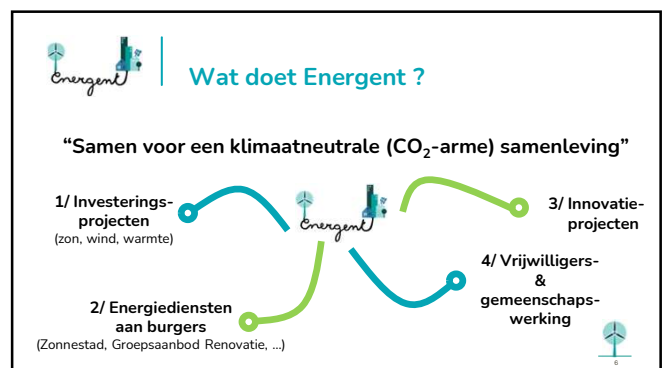 Energent
Wat doet Energent ?
“Samen voor een klimaatneutrale (CO₂-arme) samenleving”
1/ Investerings-
projecten
(zon, wind, warmte)
Energent
3/ Innovatie-
projecten
2/ Energiediensten
aan burgers
(Zonnestad, Groepsaanbod Renovatie, ...)
4/ Vrijwilligers-
&
gemeenschaps-
werking
6